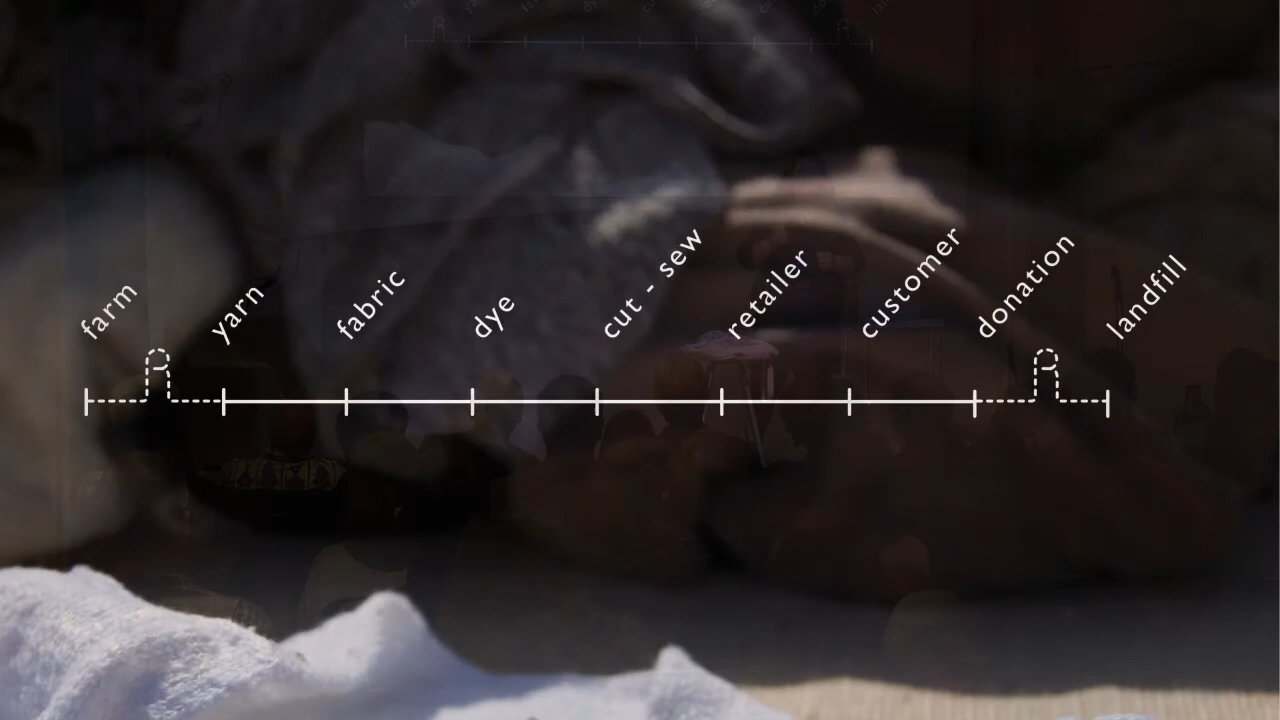 farm
yarn
fabric
dye
cut - sew
retailer
customer
donation
landfill